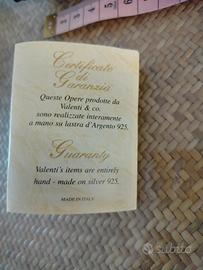 Certificato
di
Garanzia
Queste Opere prodotte da
Valenti & co.
sono realizzate interamente
a mano su lastra d'Argento 925.
Guaranty
Valenti's items are entirely
hand - made on silver 925.
MADE IN ITALY
subito